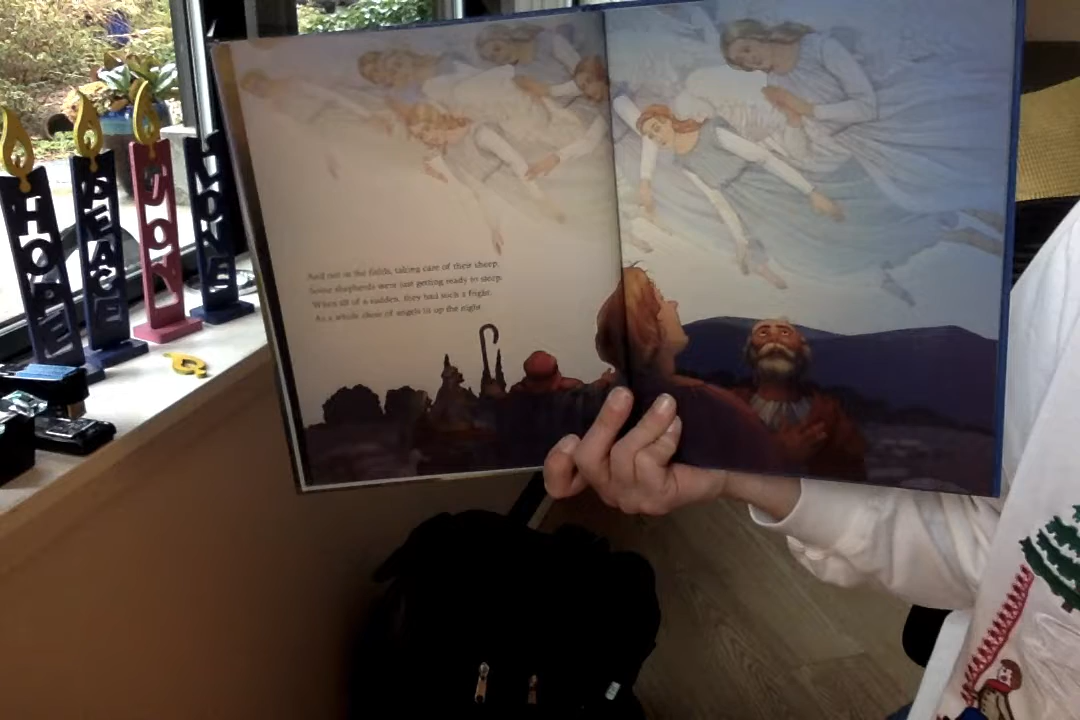 HOPE
PEACE
JOY
LOVE
And out in the fields, taking care of their sheep,
Some shepherds were just getting ready to sleep,
When all of a sudden, they had such a fright,
As a whole choir of angels lit up the night.